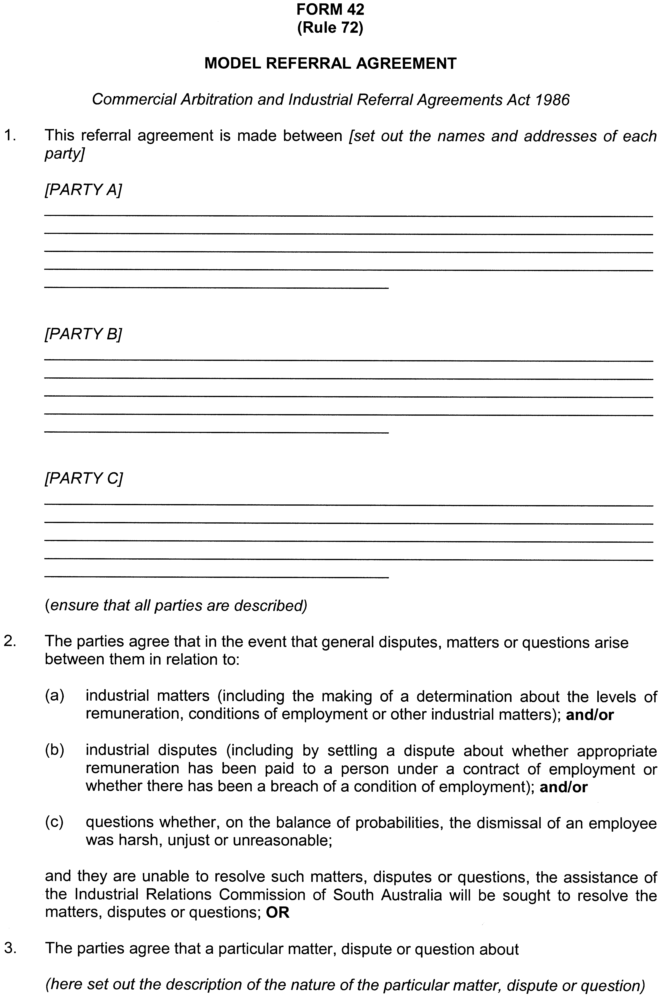 FORM 42
(Rule 72)
MODEL REFERRAL AGREEMENT
Commercial Arbitration and Industrial Referral Agreements Act 1986
1. This referral agreement is made between [set out the names and addresses of each
party]
[PARTY A]
[PARTY B]
[PARTY C]
(ensure that all parties are described)
2. The parties agree that in the event that general disputes, matters or questions arise
between them in relation to:
(a) industrial matters (including the making of a determination about the levels of
remuneration, conditions of employment or other industrial matters); and/or
(b) industrial disputes (including by settling a dispute about whether appropriate
remuneration has been paid to a person under a contract of employment or
whether there has been a breach of a condition of employment); and/or
(c) questions whether, on the balance of probabilities, the dismissal of an employee
was harsh, unjust or unreasonable;
and they are unable to resolve such matters, disputes or questions, the assistance of
the Industrial Relations Commission of South Australia will be sought to resolve the
matters, disputes or questions; OR
3. The parties agree that a particular matter, dispute or question about
(here set out the description of the nature of the particular matter, dispute or question)